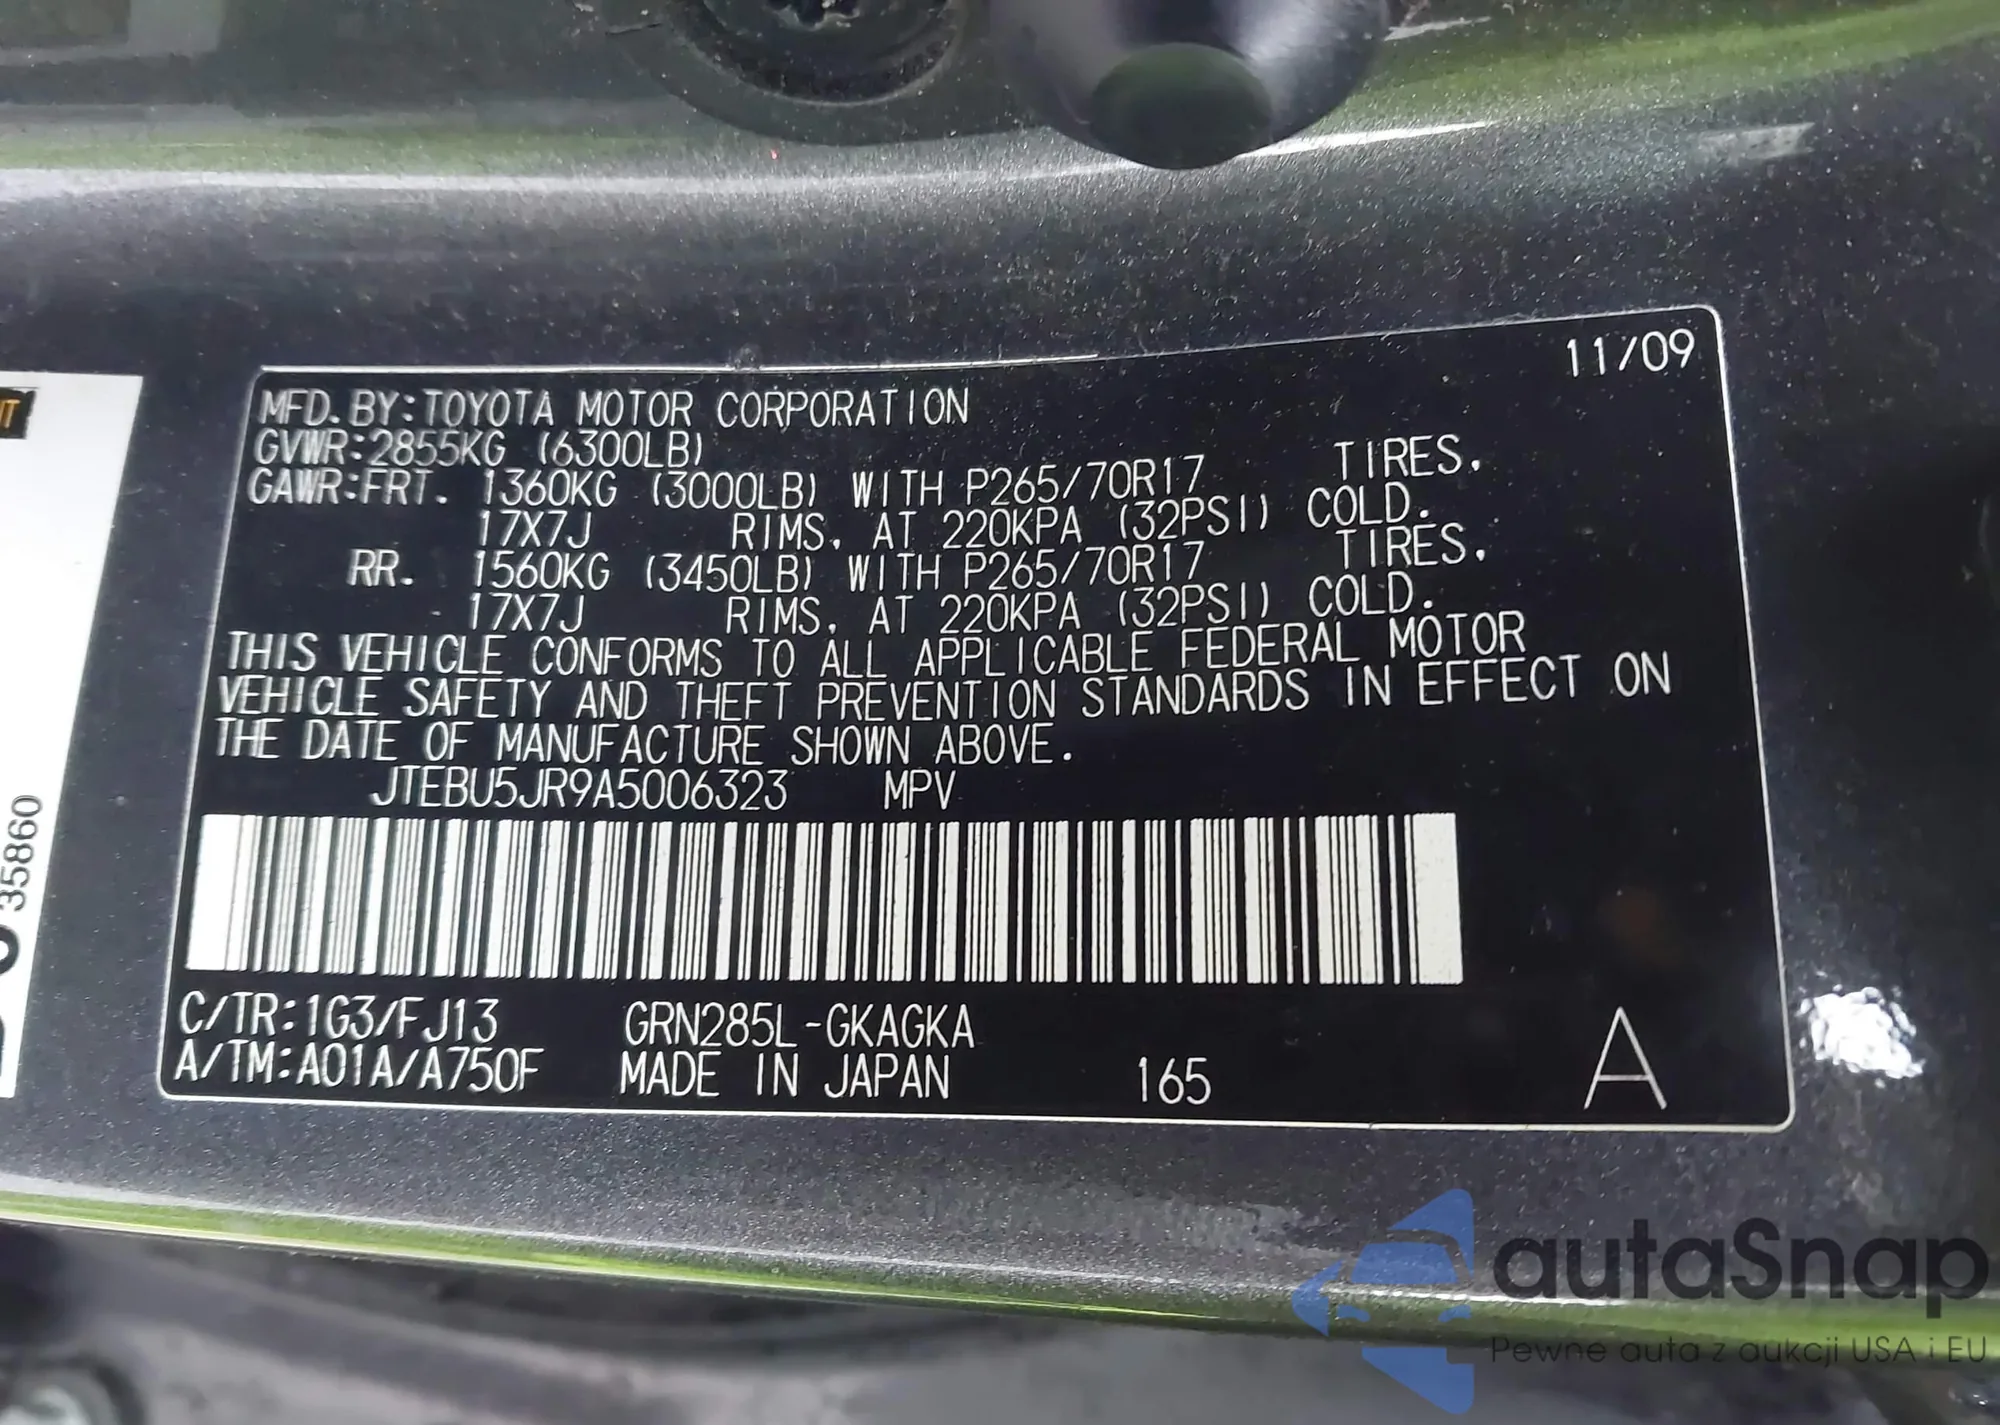 11/09
MFD.BY:TOYOTA MOTOR CORPORATION
GVWR:2855KG (6300LB)
GAWR:FRT. 1360KG (3000LB) WITH P265/70R17 TIRES,
17X7J RIMS, AT 220KPA (32PSI) COLD.
RR. 1560KG (3450LB) WITH P265/70R17 TIRES,
17X7J RIMS, AT 220KPA (32PSI) COLD.
THIS VEHICLE CONFORMS TO ALL APPLICABLE FEDERAL MOTOR
VEHICLE SAFETY AND THEFT PREVENTION STANDARDS IN EFFECT ON
THE DATE OF MANUFACTURE SHOWN ABOVE.
JTEBU5JR9A5006323 MPV
C/TR:1G3/FJ13 GRN285L-GKAGKA
A/TM:A01A/A750F MADE IN JAPAN 165 A
35860
autaSnap
Pewne auta z aukcji USA i EU